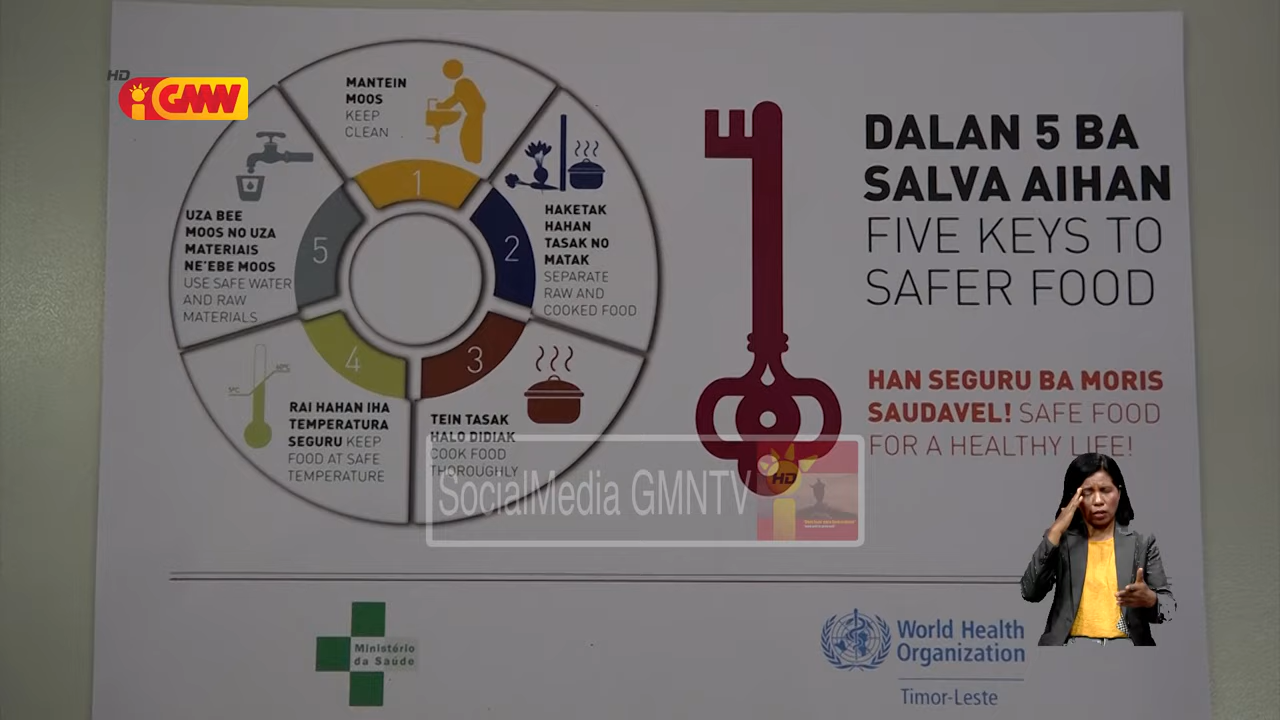 HD
GMN
MANTEIN
MOOS
KEEP
CLEAN
1
HAKETAK
HAHAN
TASAK NO
MATAK
SEPARATE
RAW AND
COOKED FOOD
2
TEIN TASAK
HALO DIDIAK
COOK FOOD
THOROUGHLY
3
RAI HAHAN IHA
TEMPERATURA
SEGURU KEEP
FOOD AT SAFE
TEMPERATURE
4
UZA BEE
MOOS NO UZA
MATERIAIS
NE'EBE MOOS
USE SAFE WATER
AND RAW
MATERIALS
5
DALAN 5 BA
SALVA AIHAN
FIVE KEYS TO
SAFER FOOD
HAN SEGURU BA MORIS
SAUDAVEL! SAFE FOOD
FOR A HEALTHY LIFE!
SocialMedia GMNTV
HD
Ministério
da Saúde
World Health
Organization
Timor-Leste